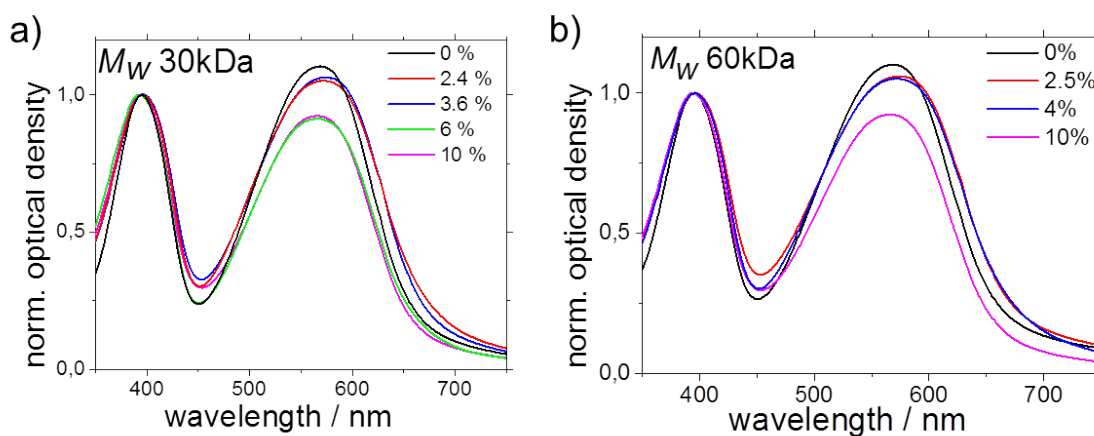 a)
M_W 30kDa
0 %
2.4 %
3.6 %
6 %
10 %
norm. optical density
1,0
0,5
0,0
400
500
600
700
wavelength / nm
b)
M_W 60kDa
0%
2.5%
4%
10%
norm. optical density
1,0
0,5
0,0
400
500
600
700
wavelength / nm